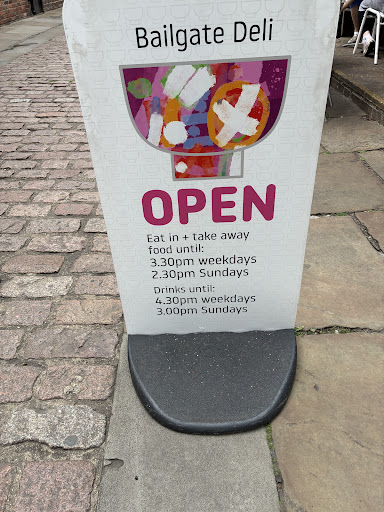 Bailgate Deli
OPEN
Eat in + take away
food until:
3.30pm weekdays
2.30pm Sundays
Drinks until:
4.30pm weekdays
3.00pm Sundays